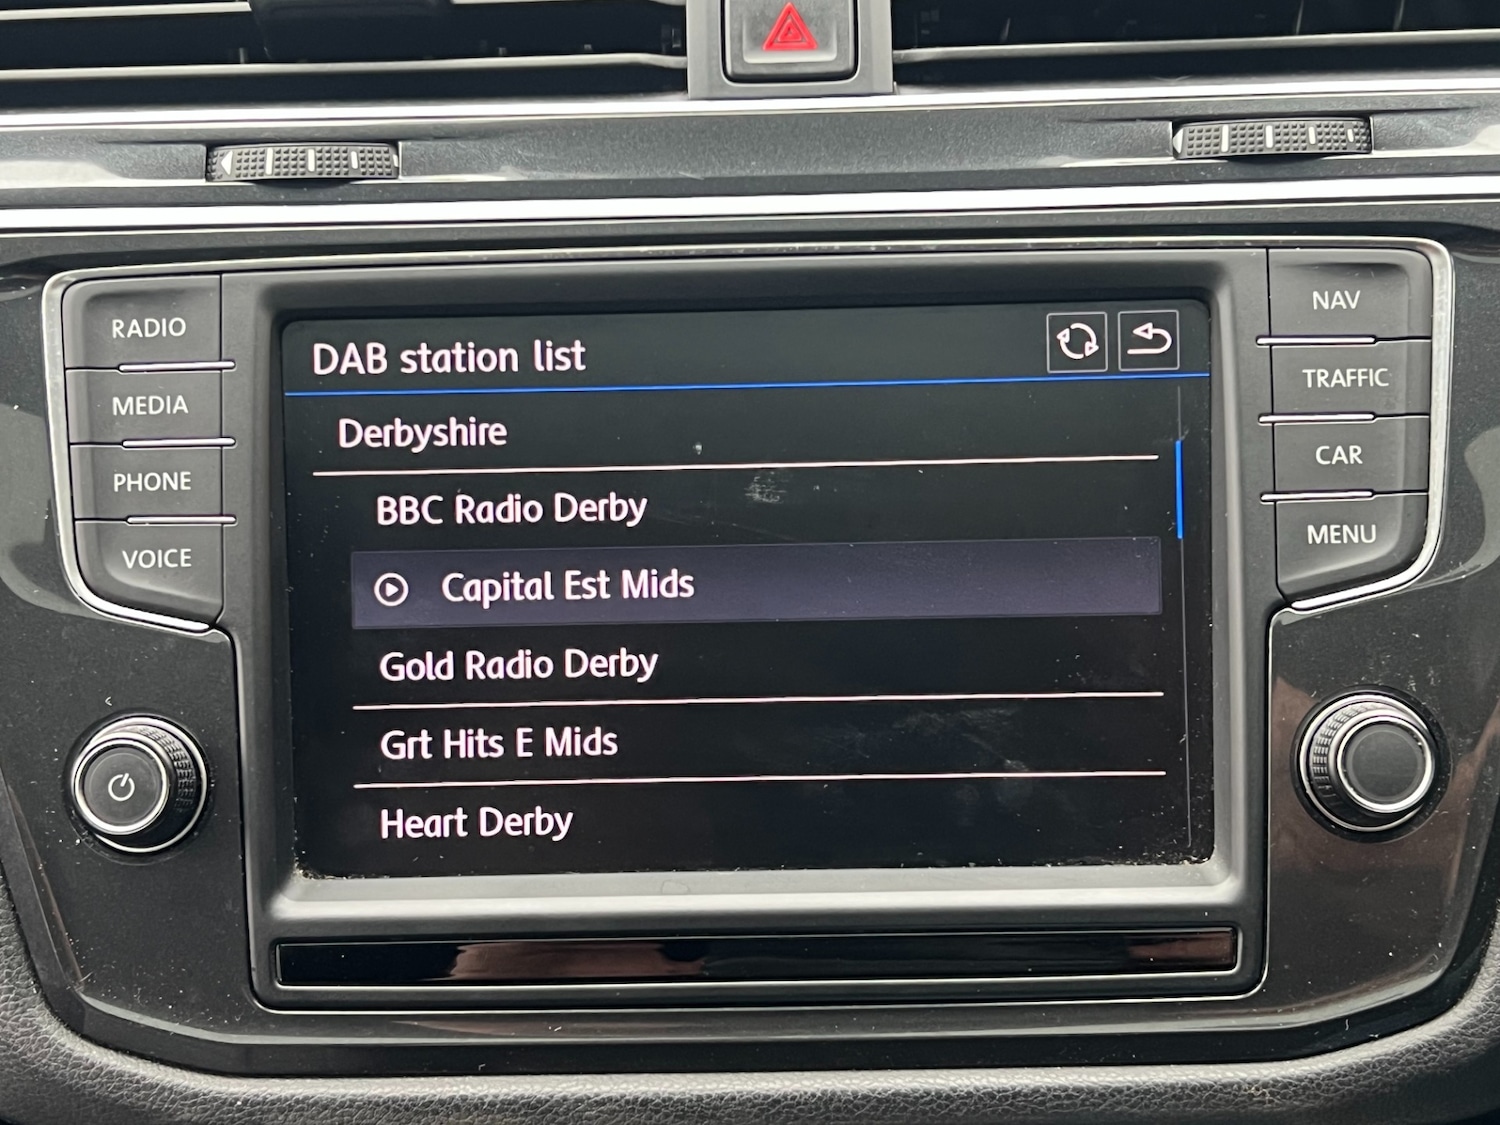 RADIO
MEDIA
PHONE
VOICE
DAB station list
Derbyshire
BBC Radio Derby
Capital Est Mids
Gold Radio Derby
Grt Hits E Mids
Heart Derby
NAV
TRAFFIC
CAR
MENU